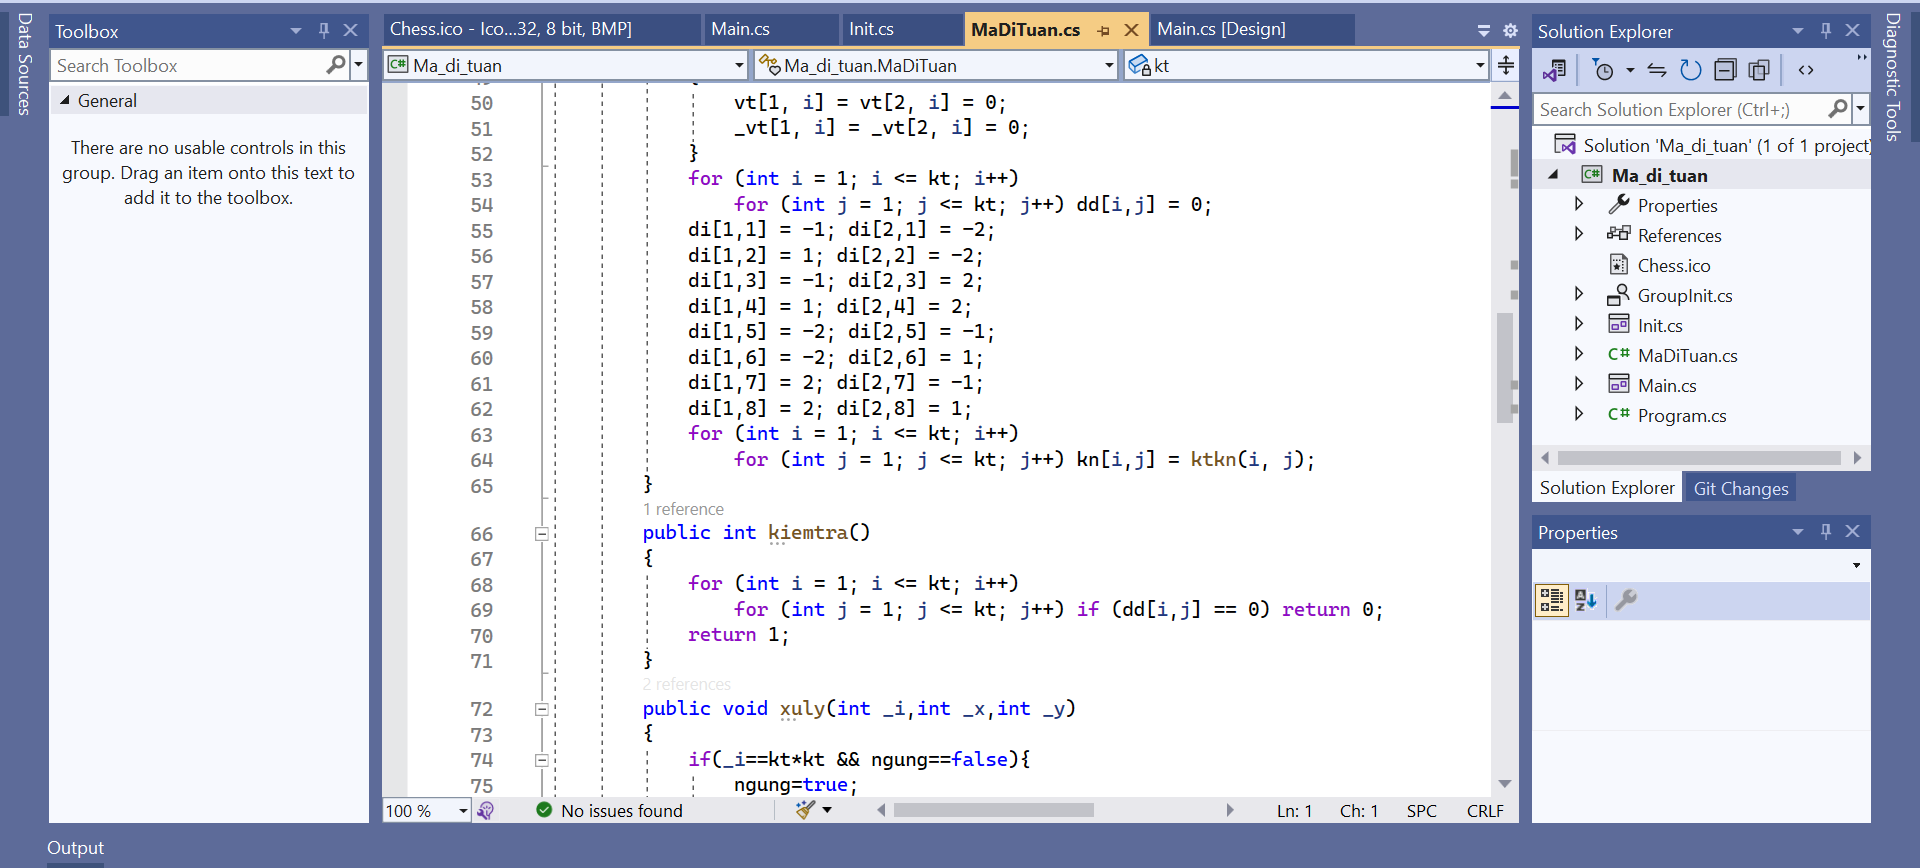 Data Sources
Toolbox
Search Toolbox
General
There are no usable controls in this
group. Drag an item onto this text to
add it to the toolbox.
Chess.ico - Ico...32, 8 bit, BMP]
Main.cs
Init.cs
MaDiTuan.cs
Main.cs [Design]
C# Ma_di_tuan
Ma_di_tuan.MaDiTuan
kt
50 vt[1, i] = vt[2, i] = 0;
51 _vt[1, i] = _vt[2, i] = 0;
52 }
53 for (int i = 1; i <= kt; i++)
54 for (int j = 1; j <= kt; j++) dd[i,j] = 0;
55 di[1,1] = -1; di[2,1] = -2;
56 di[1,2] = 1; di[2,2] = -2;
57 di[1,3] = -1; di[2,3] = 2;
58 di[1,4] = 1; di[2,4] = 2;
59 di[1,5] = -2; di[2,5] = -1;
60 di[1,6] = -2; di[2,6] = 1;
61 di[1,7] = 2; di[2,7] = -1;
62 di[1,8] = 2; di[2,8] = 1;
63 for (int i = 1; i <= kt; i++)
64 for (int j = 1; j <= kt; j++) kn[i,j] = ktkn(i, j);
65 }
1 reference
66 public int kiemtra()
67 {
68 for (int i = 1; i <= kt; i++)
69 for (int j = 1; j <= kt; j++) if (dd[i,j] == 0) return 0;
70 return 1;
71 }
2 references
72 public void xuly(int _i,int _x,int _y)
73 {
74 if(_i==kt*kt && ngung==false){
75 ngung=true;
100 %
No issues found
Ln: 1 Ch: 1 SPC CRLF
Output
Solution Explorer
Search Solution Explorer (Ctrl+;)
Solution 'Ma_di_tuan' (1 of 1 project
C# Ma_di_tuan
Properties
References
Chess.ico
GroupInit.cs
Init.cs
C# MaDiTuan.cs
Main.cs
C# Program.cs
Solution Explorer
Git Changes
Properties
Diagnostic Tools